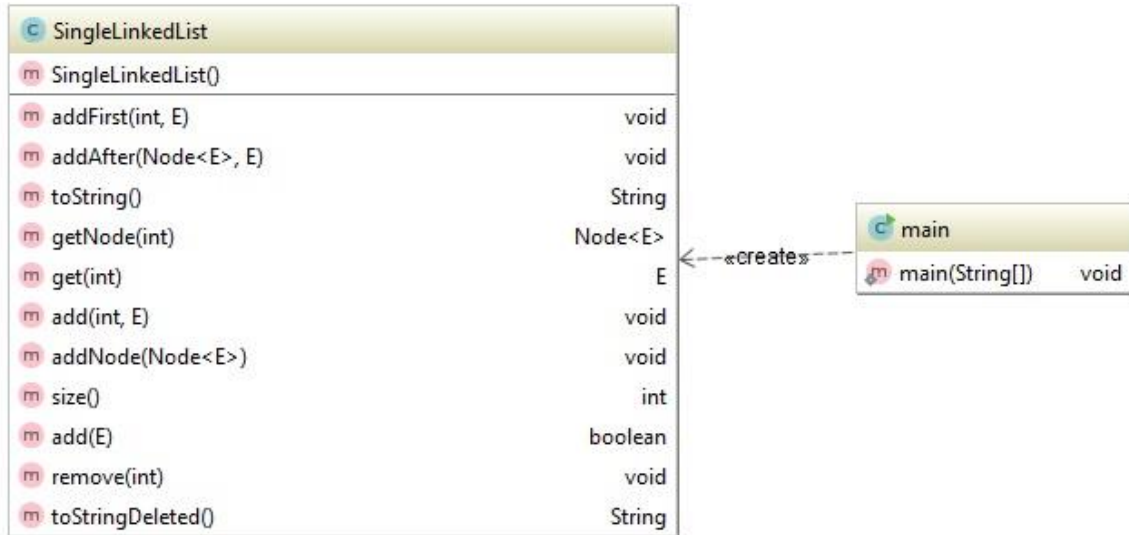 SingleLinkedList
SingleLinkedList()
addFirst(int, E) void
addAfter(Node<E>, E) void
toString() String
getNode(int) Node<E>
get(int) E
add(int, E) void
addNode(Node<E>) void
size() int
add(E) boolean
remove(int) void
toStringDeleted() String
«create»
main
main(String[]) void